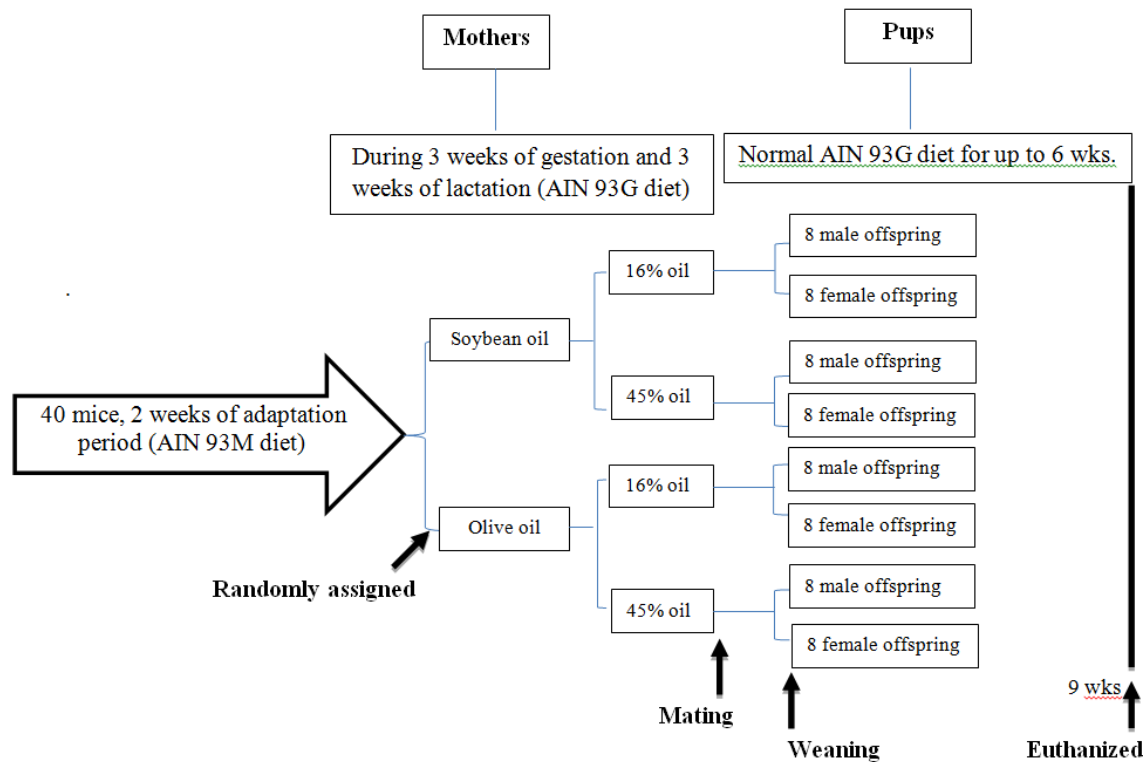 Mothers
Pups
During 3 weeks of gestation and 3
weeks of lactation (AIN 93G diet)
Normal AIN 93G diet for up to 6 wks.
40 mice, 2 weeks of adaptation
period (AIN 93M diet)
Randomly assigned
Soybean oil
Olive oil
16% oil
45% oil
16% oil
45% oil
Mating
8 male offspring
8 female offspring
8 male offspring
8 female offspring
8 male offspring
8 female offspring
8 male offspring
8 female offspring
Weaning
9 wks
Euthanized